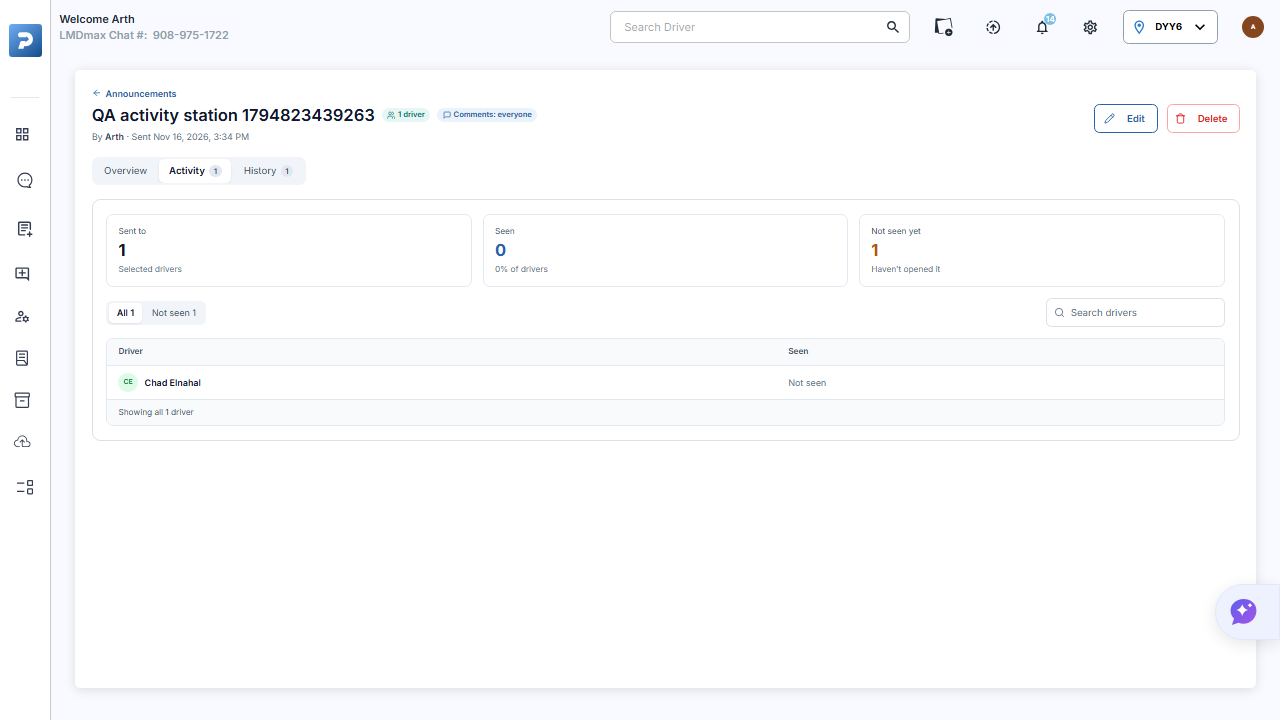 Welcome Arth
LMDmax Chat #: 908-975-1722
Search Driver
14
DYY6
A
Announcements
QA activity station 1794823439263
1 driver
Comments: everyone
By Arth · Sent Nov 16, 2026, 3:34 PM
Edit
Delete
Overview
Activity 1
History 1
Sent to
1
Selected drivers
Seen
0
0% of drivers
Not seen yet
1
Haven't opened it
All 1
Not seen 1
Search drivers
Driver
Seen
CE
Chad Elnahal
Not seen
Showing all 1 driver